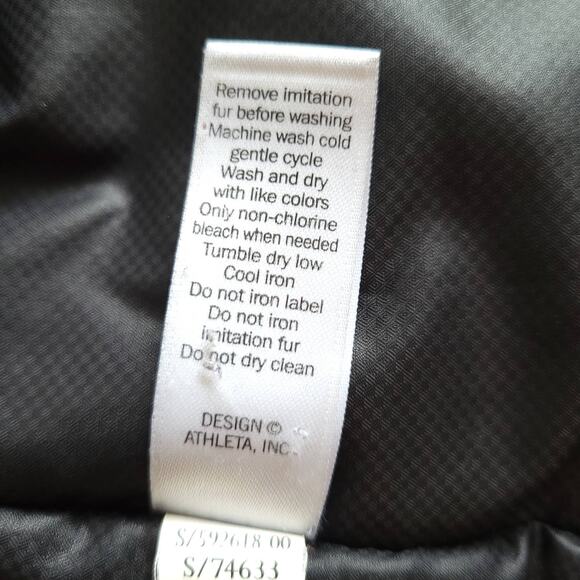 Remove imitation
fur before washing
Machine wash cold
gentle cycle
Wash and dry
with like colors
Only non-chlorine
bleach when needed
Tumble dry low
Cool iron
Do not iron label
Do not iron
imitation fur
Do not dry clean
DESIGN ©
ATHLETA, INC.
S/592618 00
S/74633